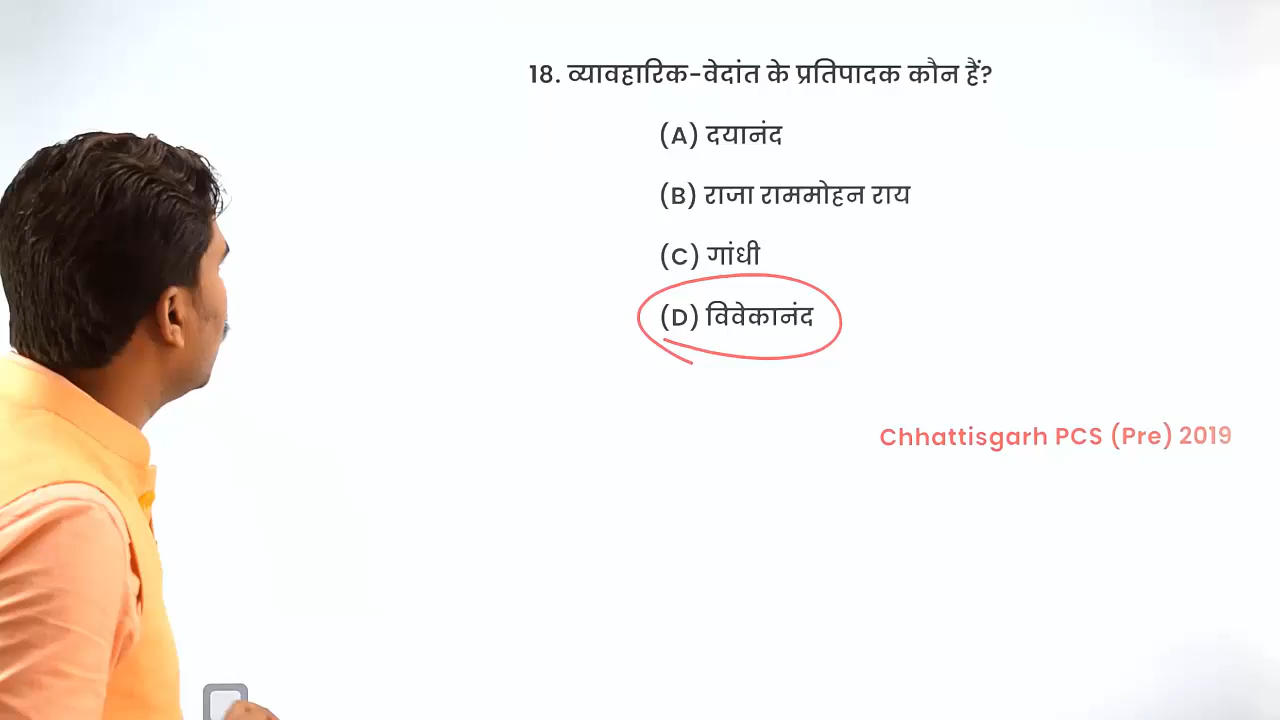 18. व्यावहारिक-वेदांत के प्रतिपादक कौन हैं?
(A) दयानंद
(B) राजा राममोहन राय
(C) गांधी
(D) विवेकानंद
Chhattisgarh PCS (Pre) 2019